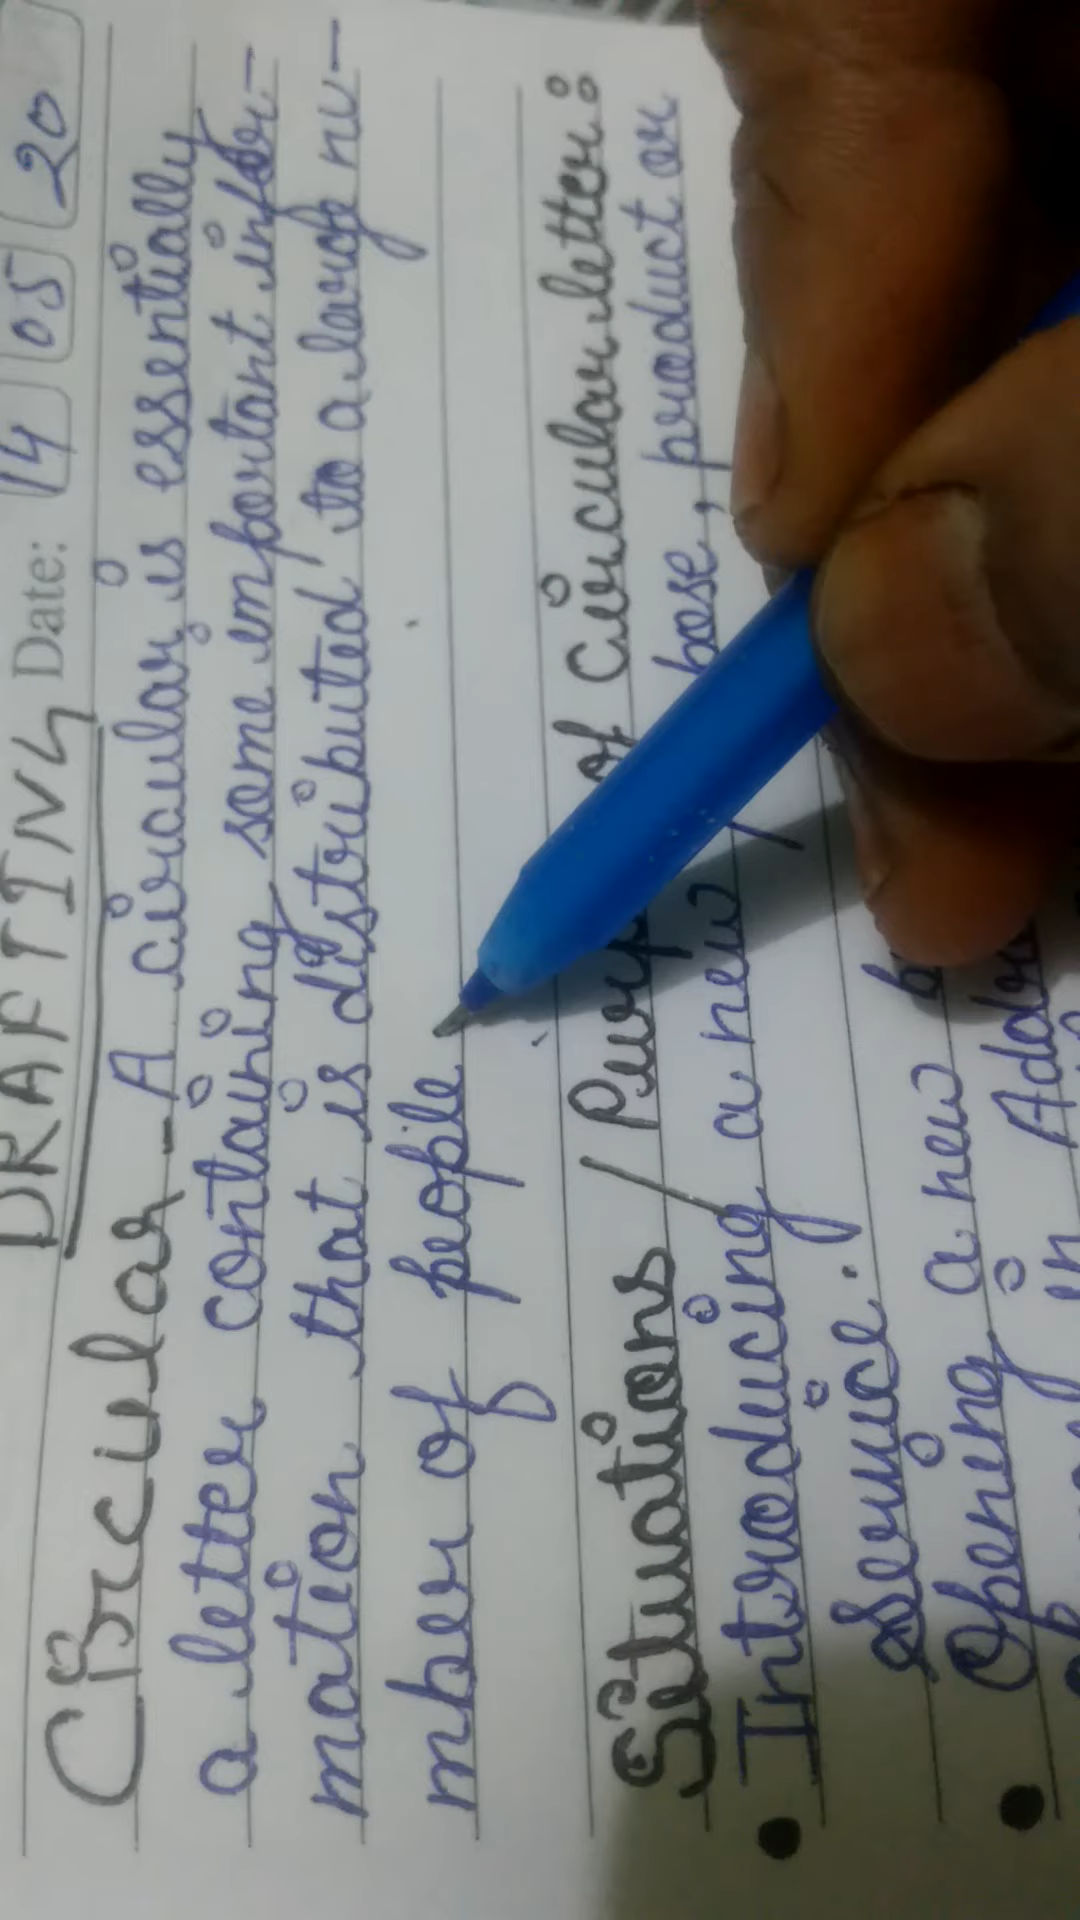 DRAFTING Date: 14 05 20
Circular - A circular is essentially
a letter containing some important infor-
mation that is distributed to a large nu-
mber of people
Situations / of Circular letter:
Introducing a new base, product or
service.
Opening a new
in